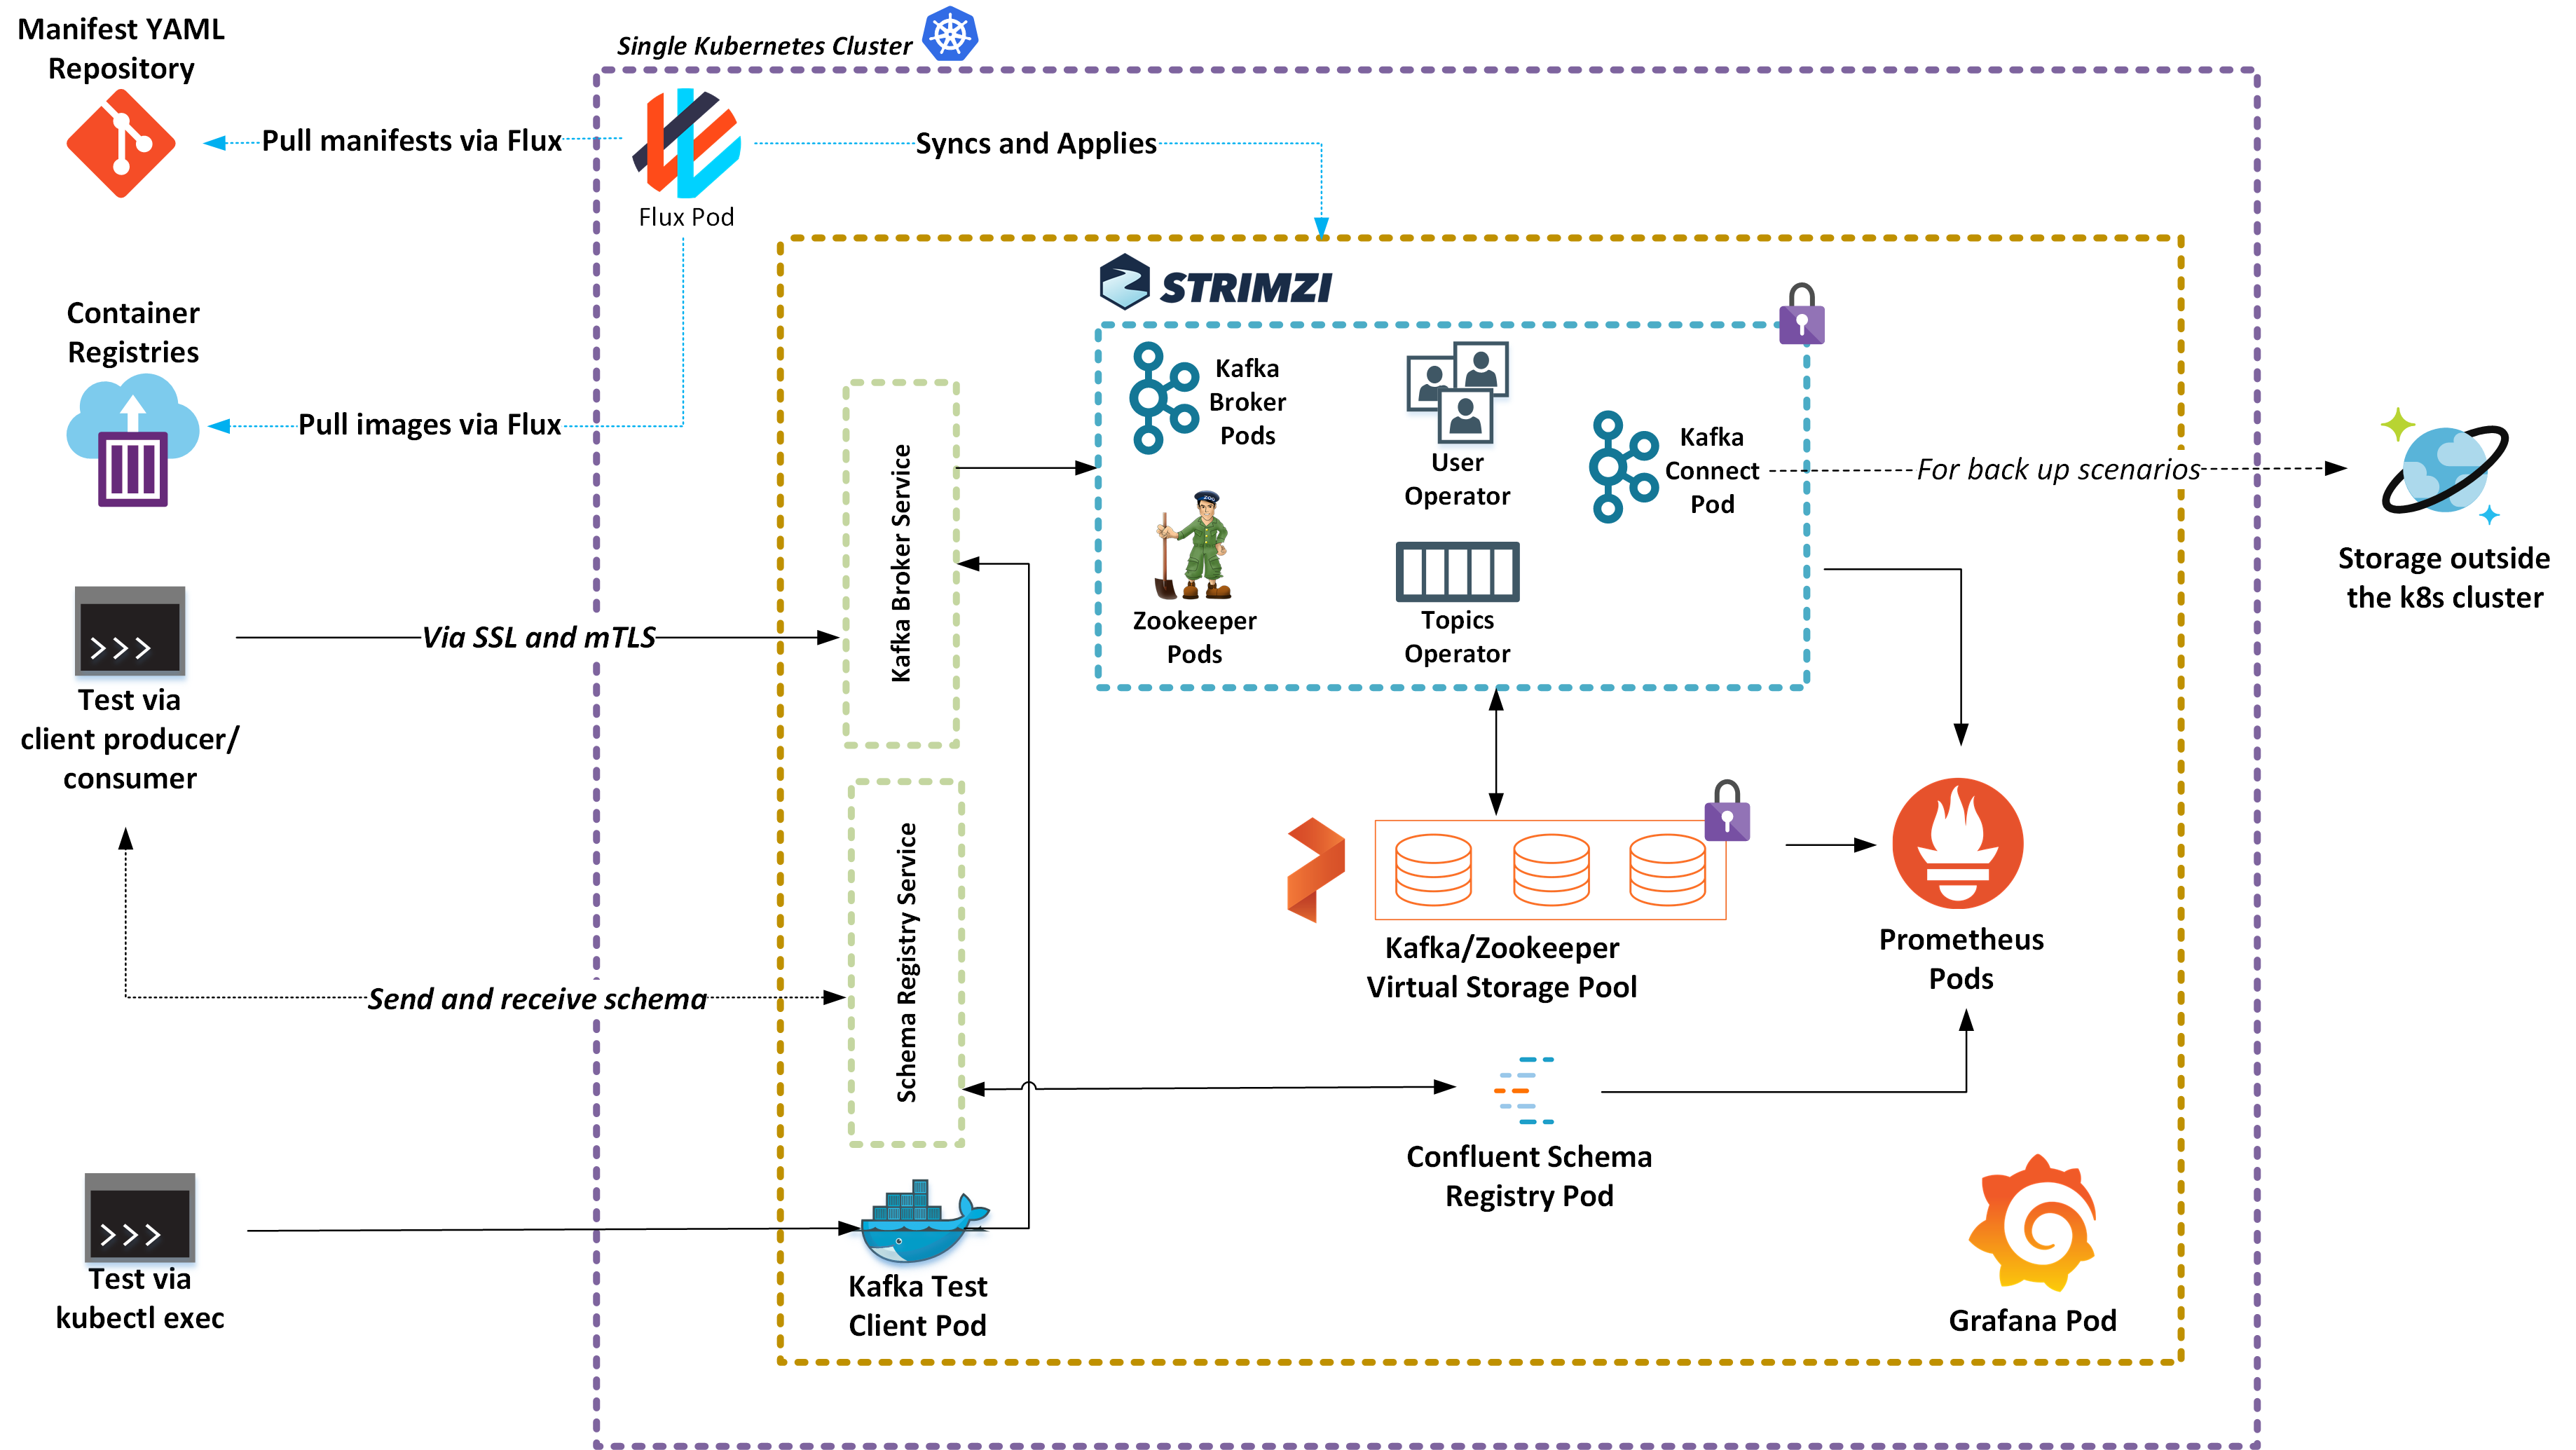 Manifest YAML
Repository
Single Kubernetes Cluster
Pull manifests via Flux
Flux Pod
Syncs and Applies
Container
Registries
Pull images via Flux
STRIMZI
Kafka
Broker
Pods
User
Operator
Kafka
Connect
Pod
For back up scenarios
Storage outside
the k8s cluster
ZOO
Zookeeper
Pods
Topics
Operator
Kafka Broker Service
>>>
Test via
client producer/
consumer
Via SSL and mTLS
Schema Registry Service
Send and receive schema
Kafka/Zookeeper
Virtual Storage Pool
Prometheus
Pods
Confluent Schema
Registry Pod
>>>
Test via
kubectl exec
Kafka Test
Client Pod
Grafana Pod